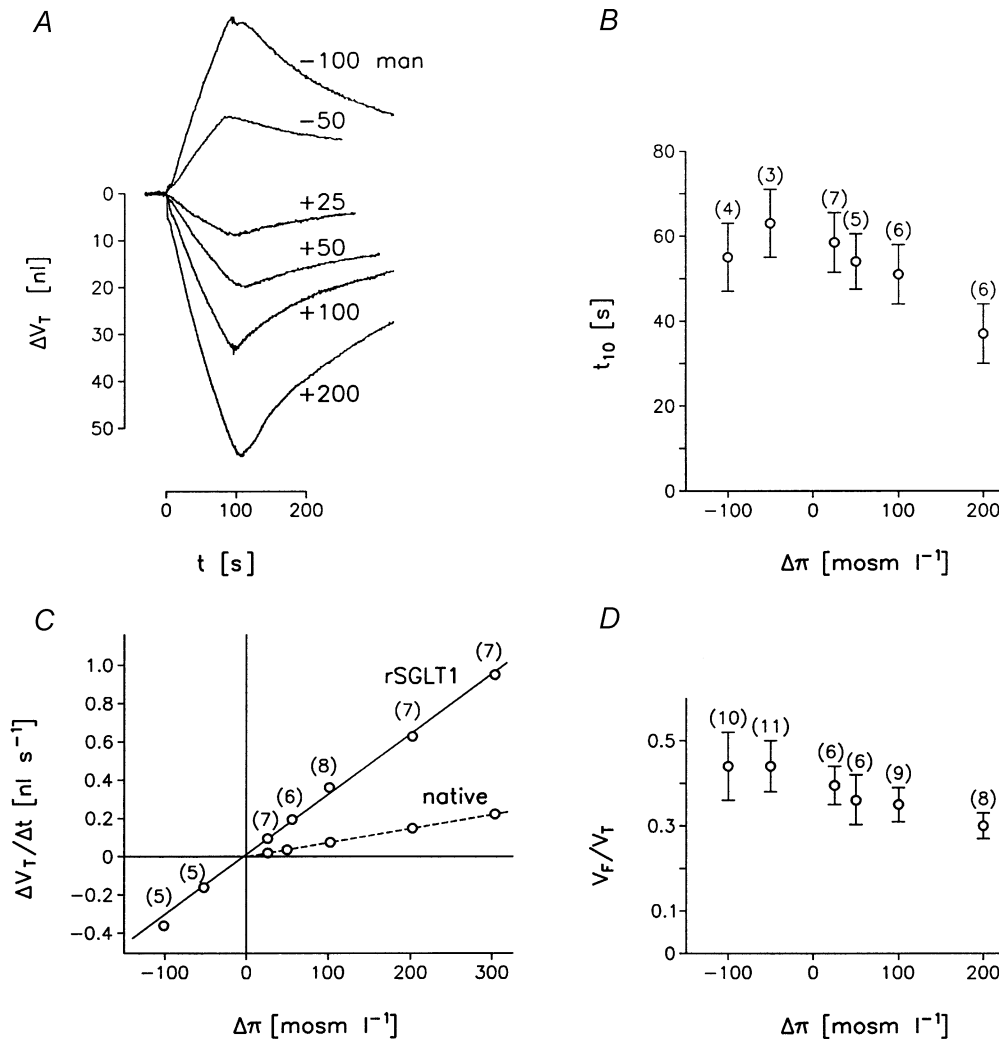 A
−100 man
−50
+25
+50
+100
+200
0
10
20
30
40
50
ΔV_T [nl]
0 100 200
t [s]
B
80
60
40
20
0
t₁₀ [s]
(4) (3) (7) (5) (6) (6)
−100 0 100 200
Δπ [mosm l⁻¹]
C
1.0
0.8
0.6
0.4
0.2
0
−0.2
−0.4
ΔV_T/Δt [nl s⁻¹]
rSGLT1
native
(5) (5) (7) (6) (8) (7) (7)
−100 0 100 200 300
Δπ [mosm l⁻¹]
D
0.5
0.3
0.1
0
V_F/V_T
(10) (11) (6) (6) (9) (8)
−100 0 100 200
Δπ [mosm l⁻¹]